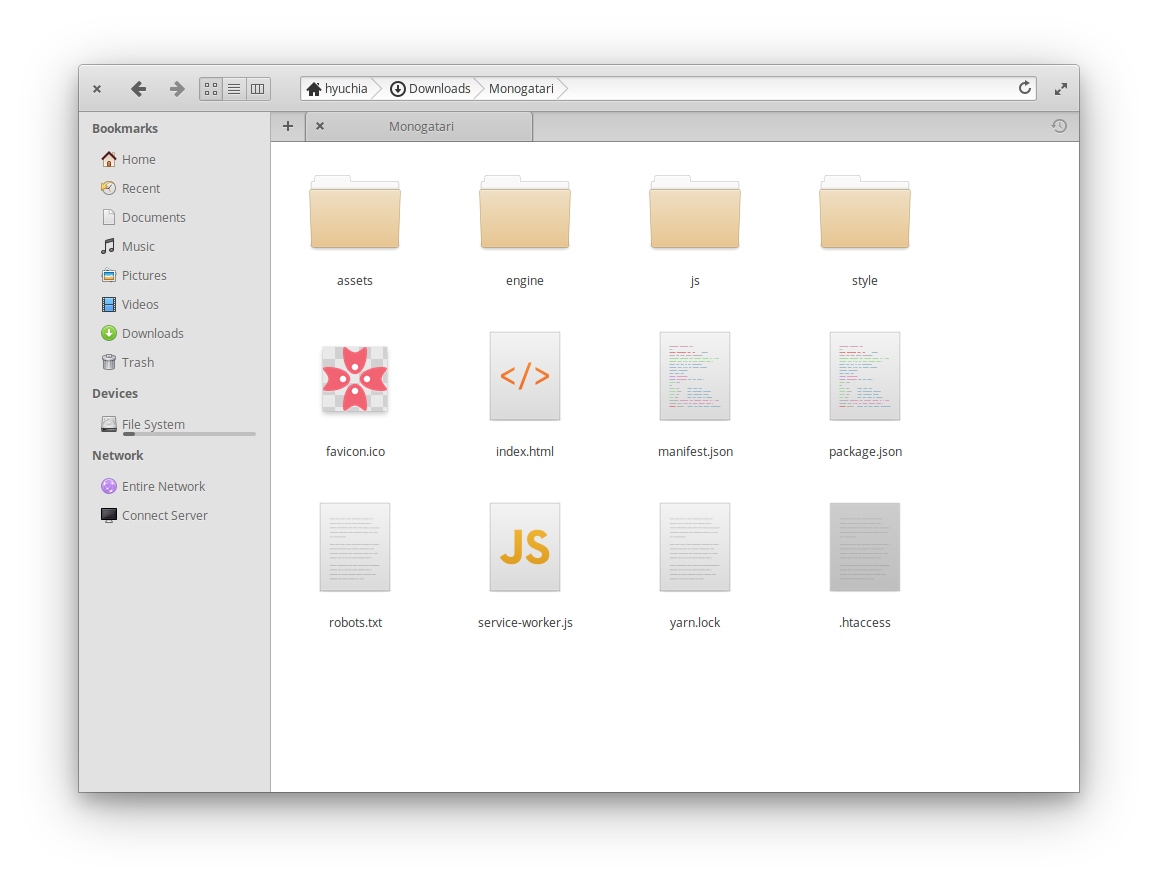 hyuchia Downloads Monogatari
Monogatari
Bookmarks
Home
Recent
Documents
Music
Pictures
Videos
Downloads
Trash
Devices
File System
Network
Entire Network
Connect Server
assets engine js style
favicon.ico index.html manifest.json package.json
</>
JS
robots.txt service-worker.js yarn.lock .htaccess